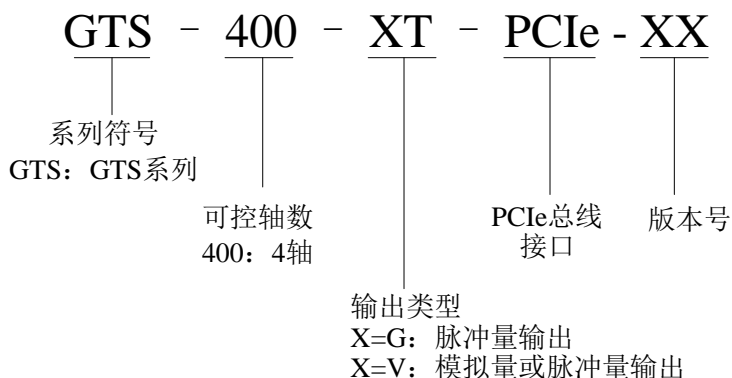 GTS - 400 - XT - PCIe - XX
系列符号
GTS：GTS系列
可控轴数
400：4轴
PCIe总线
接口
版本号
输出类型
X=G：脉冲量输出
X=V：模拟量或脉冲量输出